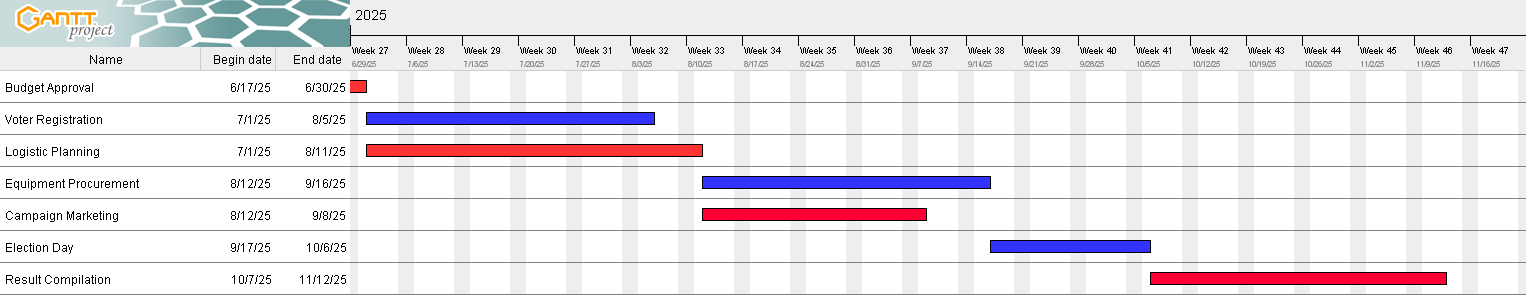 GANTT project
2025
Week 27 Week 28 Week 29 Week 30 Week 31 Week 32 Week 33 Week 34 Week 35 Week 36 Week 37 Week 38 Week 39 Week 40 Week 41 Week 42 Week 43 Week 44 Week 45 Week 46 Week 47
Name Begin date End date
6/29/25 7/6/25 7/13/25 7/20/25 7/27/25 8/3/25 8/10/25 8/17/25 8/24/25 8/31/25 9/7/25 9/14/25 9/21/25 9/28/25 10/5/25 10/12/25 10/19/25 10/26/25 11/2/25 11/9/25 11/16/25
Budget Approval 6/17/25 6/30/25
Voter Registration 7/1/25 8/5/25
Logistic Planning 7/1/25 8/11/25
Equipment Procurement 8/12/25 9/16/25
Campaign Marketing 8/12/25 9/8/25
Election Day 9/17/25 10/6/25
Result Compilation 10/7/25 11/12/25